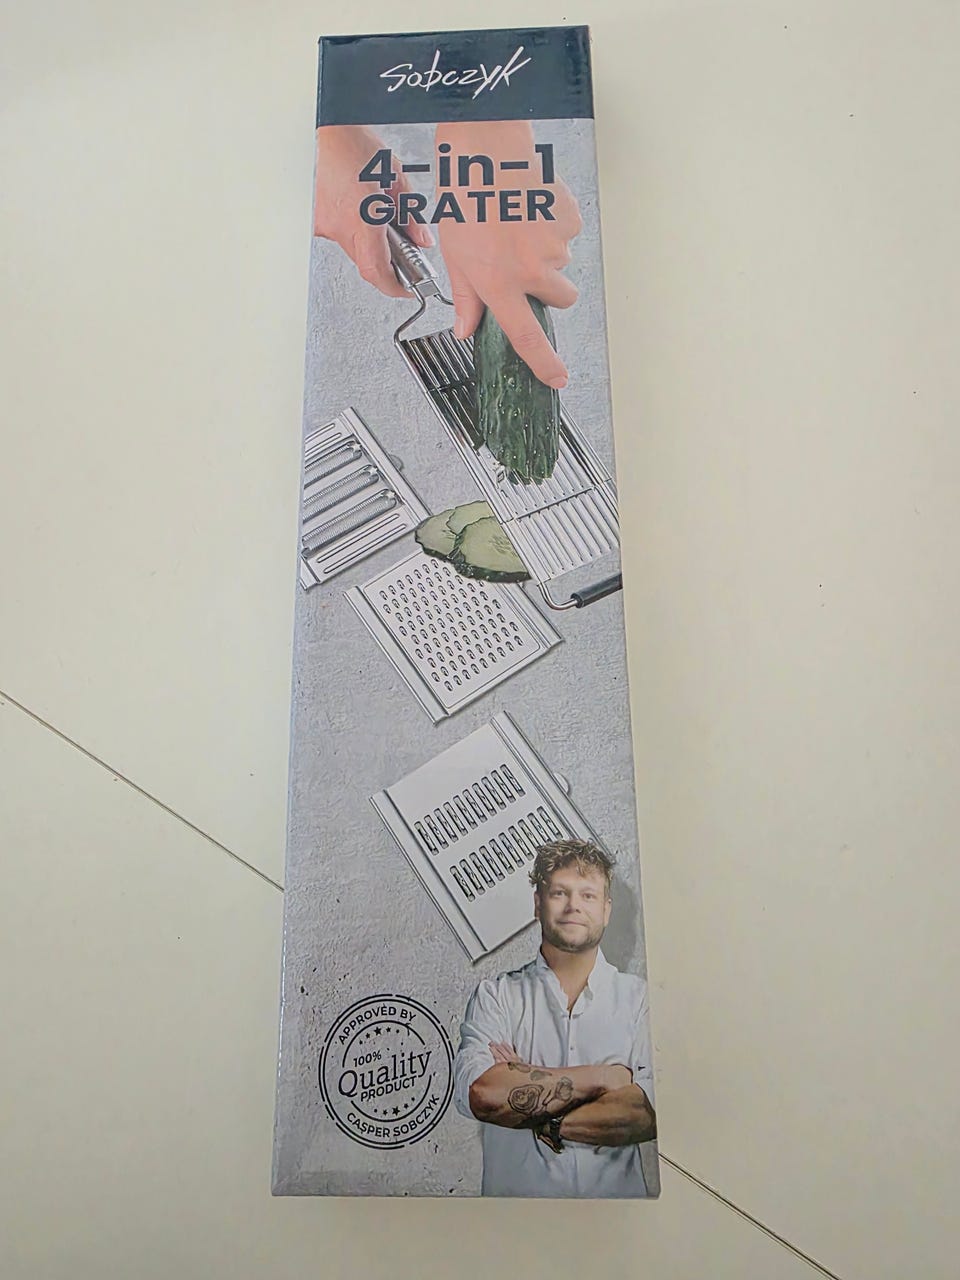 Sobczyk
4-in-1
GRATER
APPROVED BY
100%
Quality
PRODUCT
CASPER SOBCZYK